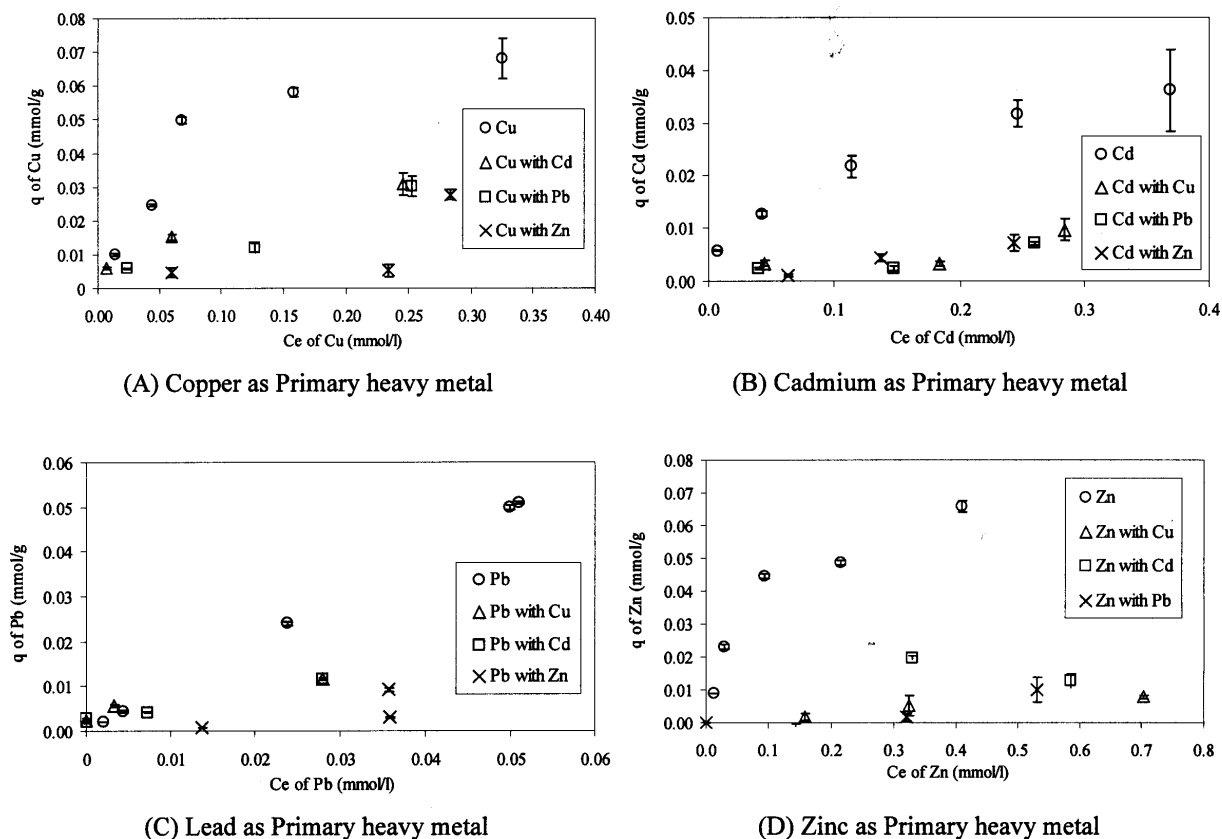 q of Cu (mmol/g)
0.08
0.07
0.06
0.05
0.04
0.03
0.02
0.01
0
0.00 0.05 0.10 0.15 0.20 0.25 0.30 0.35 0.40
Ce of Cu (mmol/l)
Cu
Cu with Cd
Cu with Pb
Cu with Zn
(A) Copper as Primary heavy metal
q of Cd (mmol/g)
0.05
0.04
0.03
0.02
0.01
0.00
0.0 0.1 0.2 0.3 0.4
Ce of Cd (mmol/l)
Cd
Cd with Cu
Cd with Pb
Cd with Zn
(B) Cadmium as Primary heavy metal
q of Pb (mmol/g)
0.06
0.05
0.04
0.03
0.02
0.01
0.00
0 0.01 0.02 0.03 0.04 0.05 0.06
Ce of Pb (mmol/l)
Pb
Pb with Cu
Pb with Cd
Pb with Zn
(C) Lead as Primary heavy metal
q of Zn (mmol/g)
0.08
0.07
0.06
0.05
0.04
0.03
0.02
0.01
0.00
0.0 0.1 0.2 0.3 0.4 0.5 0.6 0.7 0.8
Ce of Zn (mmol/l)
Zn
Zn with Cu
Zn with Cd
Zn with Pb
(D) Zinc as Primary heavy metal